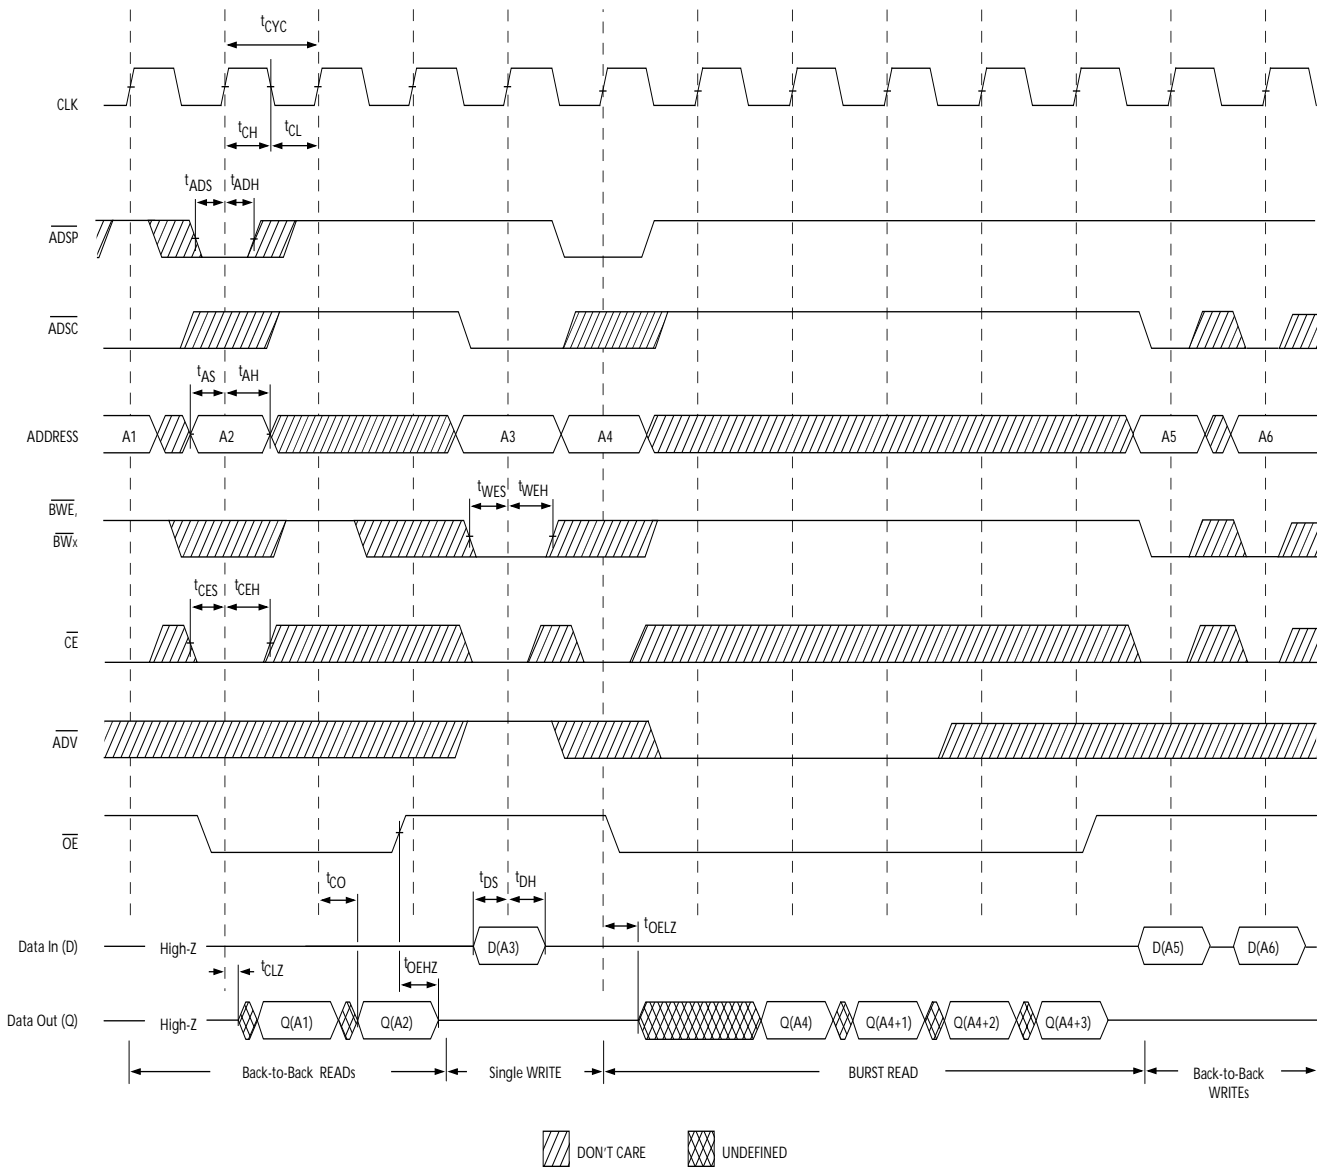 tCYC
CLK
tCH
tCL
tADS
tADH
ADSP
ADSC
tAS
tAH
ADDRESS
A1
A2
A3
A4
A5
A6
tWES
tWEH
BWE,
BWx
tCES
tCEH
CE
ADV
OE
tCO
tDS
tDH
tOELZ
Data In (D)
High-Z
D(A3)
D(A5)
D(A6)
tCLZ
tOEHZ
Data Out (Q)
High-Z
Q(A1)
Q(A2)
Q(A4)
Q(A4+1)
Q(A4+2)
Q(A4+3)
Back-to-Back READs
Single WRITE
BURST READ
Back-to-Back
WRITEs
DON'T CARE
UNDEFINED